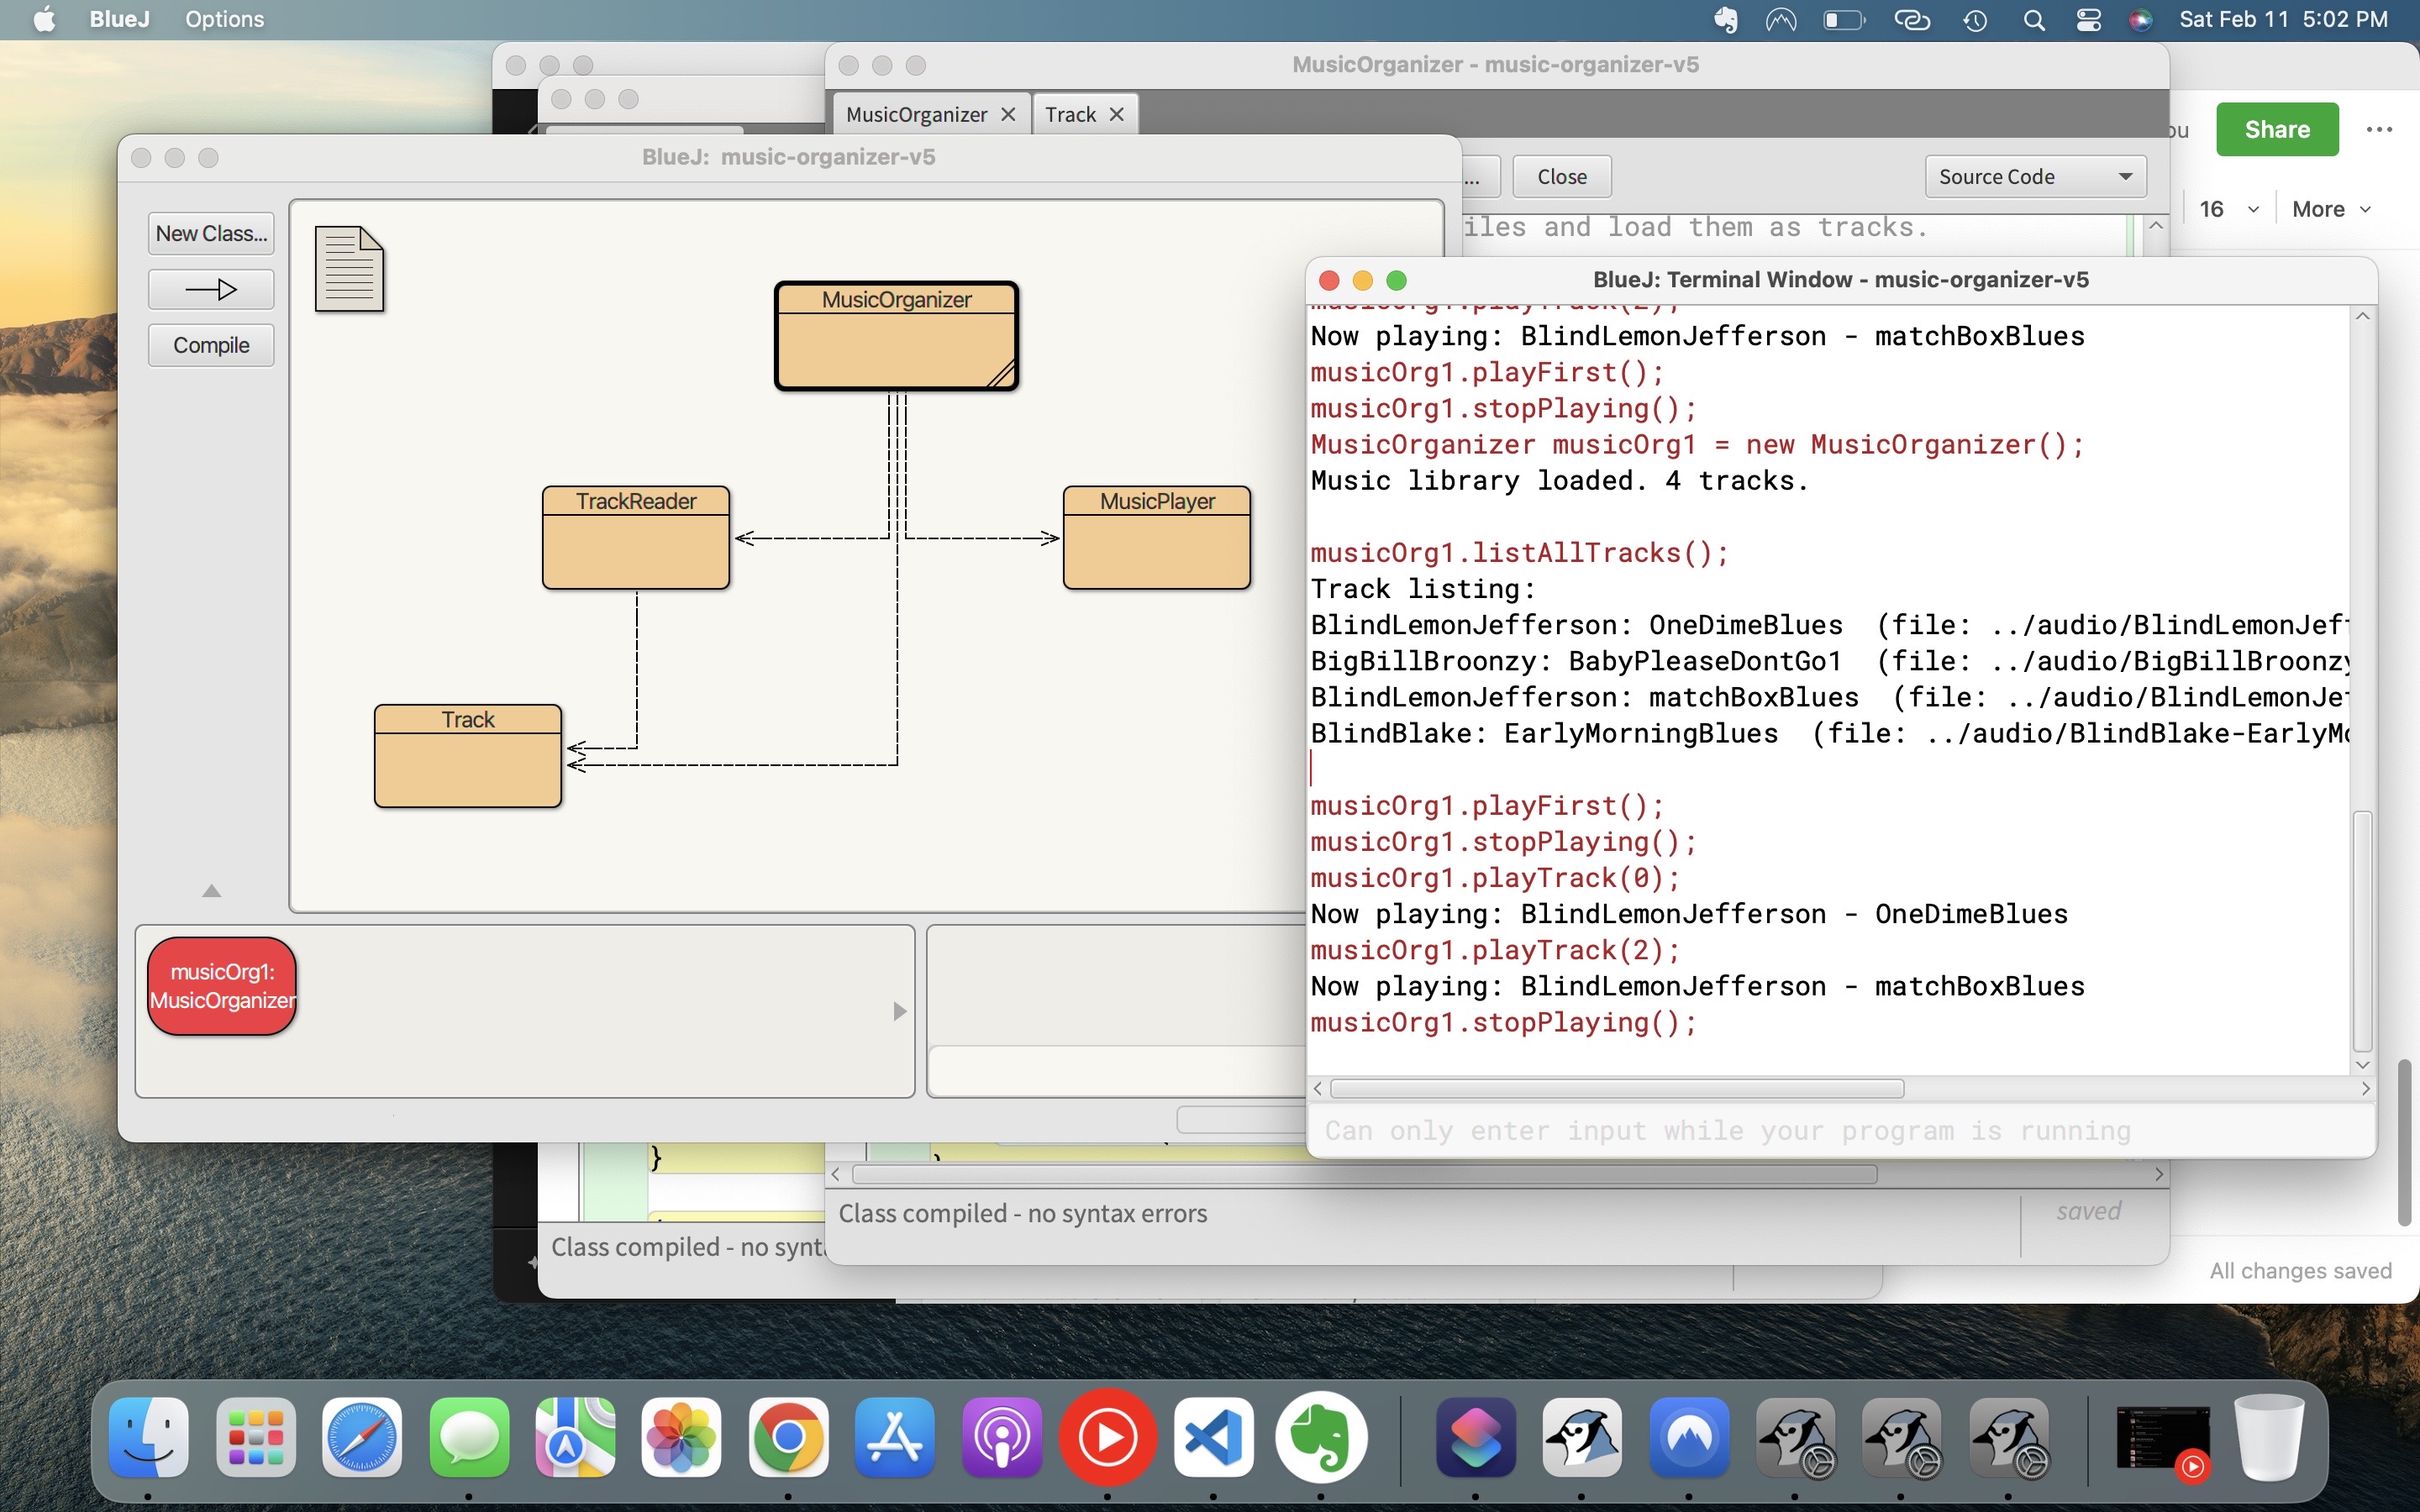 BlueJ Options Sat Feb 11 5:02 PM
MusicOrganizer - music-organizer-v5
MusicOrganizer Track
Share
BlueJ: music-organizer-v5
... Close Source Code
16 More
New Class...
iles and load them as tracks.
Compile
MusicOrganizer
TrackReader
MusicPlayer
Track
musicOrg1:
MusicOrganizer
BlueJ: Terminal Window - music-organizer-v5
musicOrg1.playTrack(2);
Now playing: BlindLemonJefferson - matchBoxBlues
musicOrg1.playFirst();
musicOrg1.stopPlaying();
MusicOrganizer musicOrg1 = new MusicOrganizer();
Music library loaded. 4 tracks.
musicOrg1.listAllTracks();
Track listing:
BlindLemonJefferson: OneDimeBlues (file: ../audio/BlindLemonJeff
BigBillBroonzy: BabyPleaseDontGo1 (file: ../audio/BigBillBroonzy
BlindLemonJefferson: matchBoxBlues (file: ../audio/BlindLemonJef
BlindBlake: EarlyMorningBlues (file: ../audio/BlindBlake-EarlyMo
musicOrg1.playFirst();
musicOrg1.stopPlaying();
musicOrg1.playTrack(0);
Now playing: BlindLemonJefferson - OneDimeBlues
musicOrg1.playTrack(2);
Now playing: BlindLemonJefferson - matchBoxBlues
musicOrg1.stopPlaying();
Can only enter input while your program is running
}
Class compiled - no syntax errors
saved
Class compiled - no synta
All changes saved